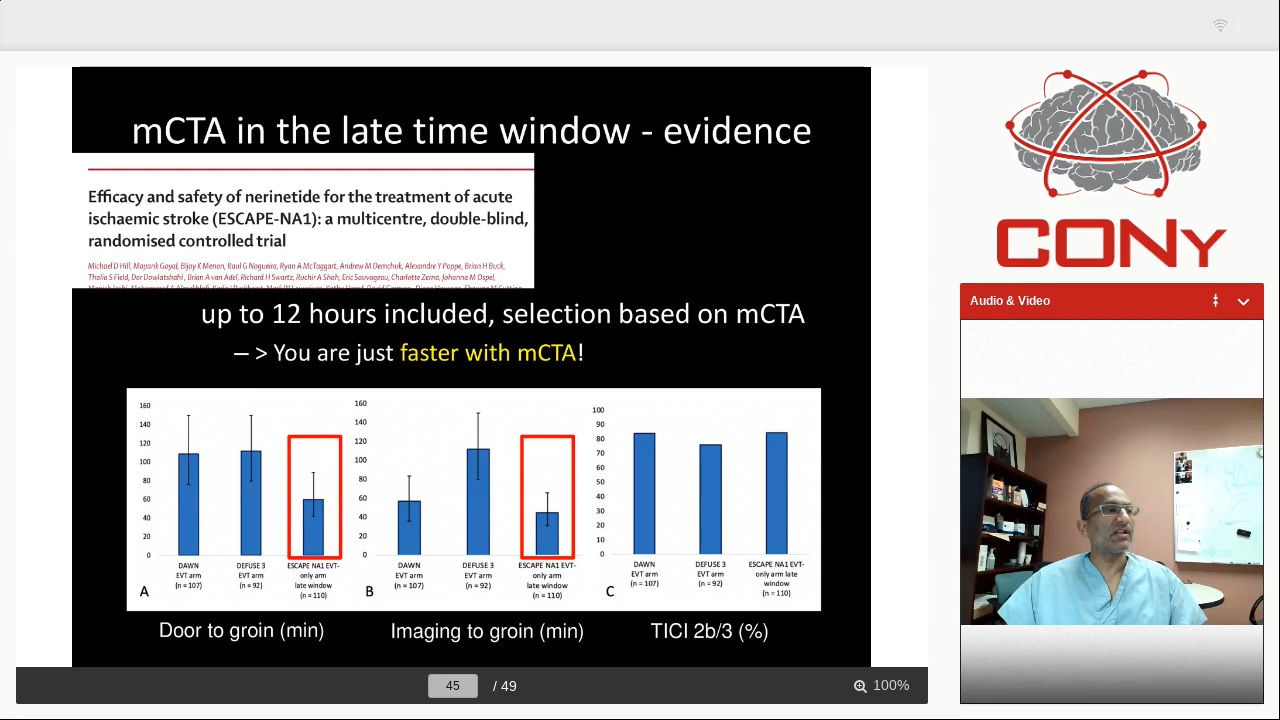 mCTA in the late time window - evidence
Efficacy and safety of nerinetide for the treatment of acute
ischaemic stroke (ESCAPE-NA1): a multicentre, double-blind,
randomised controlled trial
Michael D Hill, Mayank Goyal, Bijoy K Menon, Raul G Nogueira, Ryan A McTaggart, Andrew M Demchuk, Alexandre Y Poppe, Brian H Buck,
Thalia S Field, Dar Dowlatshahi, Brian A van Adel, Richard H Swartz, Ruchir A Shah, Eric Sauvageau, Charlotte Zerna, Johanna M Ospel,
up to 12 hours included, selection based on mCTA
– > You are just faster with mCTA!
160
140
120
100
80
60
40
20
0
DAWN
EVT arm
(n = 107)
DEFUSE 3
EVT arm
(n = 92)
ESCAPE NA1 EVT-
only arm
late window
(n = 110)
A
160
140
120
100
80
60
40
20
0
DAWN
EVT arm
(n = 107)
DEFUSE 3
EVT arm
(n = 92)
ESCAPE NA1 EVT-
only arm
late window
(n = 110)
B
100
90
80
70
60
50
40
30
20
10
0
DAWN
EVT arm
(n = 107)
DEFUSE 3
EVT arm
(n = 92)
ESCAPE NA1 EVT-
only arm late
window
(n = 110)
C
Door to groin (min)
Imaging to groin (min)
TICI 2b/3 (%)
45 / 49
100%
CONy
Audio & Video